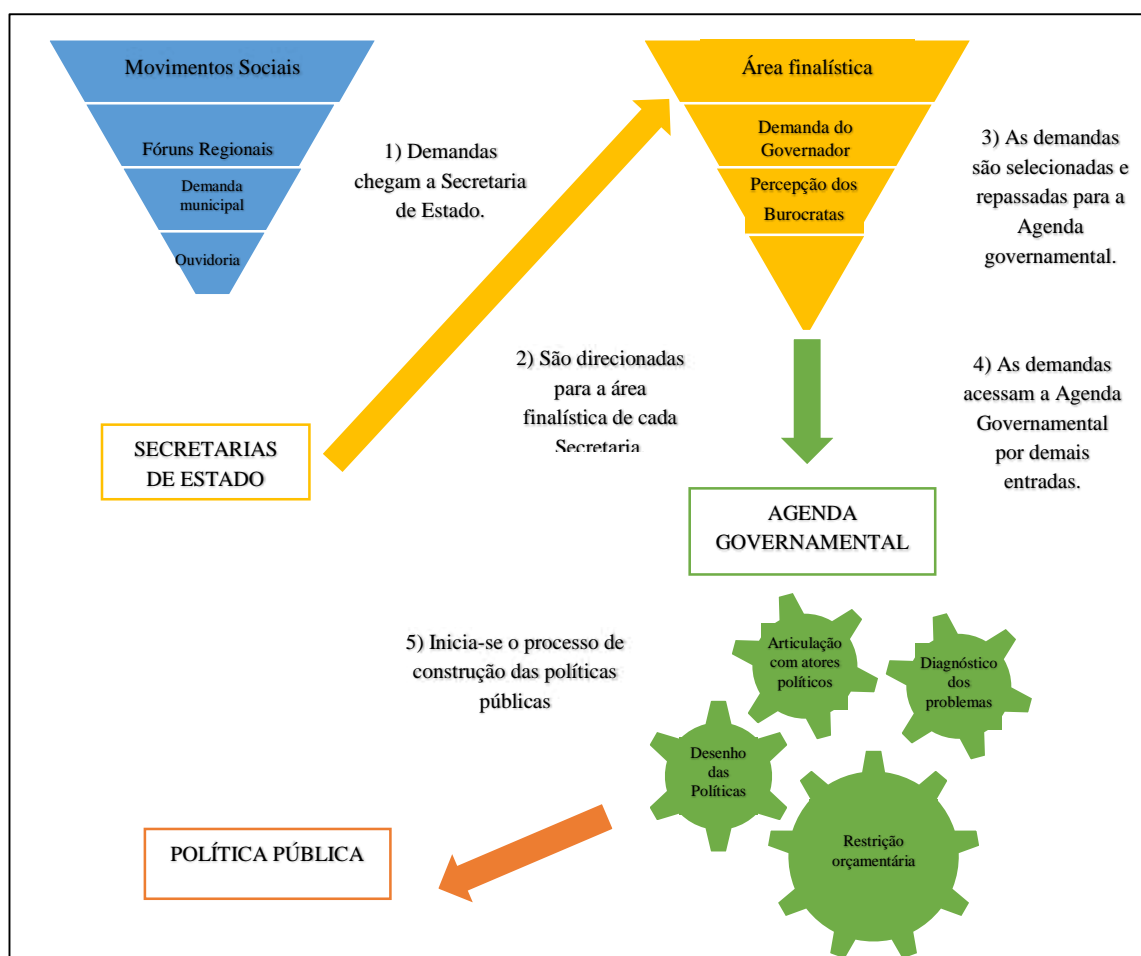 Movimentos Sociais
Fóruns Regionais
Demanda
municipal
Ouvidoria
1) Demandas
chegam a Secretaria
de Estado.
SECRETARIAS
DE ESTADO
2) São direcionadas
para a área
finalística de cada
Secretaria
Área finalística
Demanda do
Governador
Percepção dos
Burocratas
3) As demandas
são selecionadas e
repassadas para a
Agenda
governamental.
4) As demandas
acessam a Agenda
Governamental
por demais
entradas.
AGENDA
GOVERNAMENTAL
5) Inicia-se o processo de
construção das políticas
públicas
Articulação
com atores
políticos
Diagnóstico
dos
problemas
Desenho
das
Políticas
Restrição
orçamentária
POLÍTICA PÚBLICA